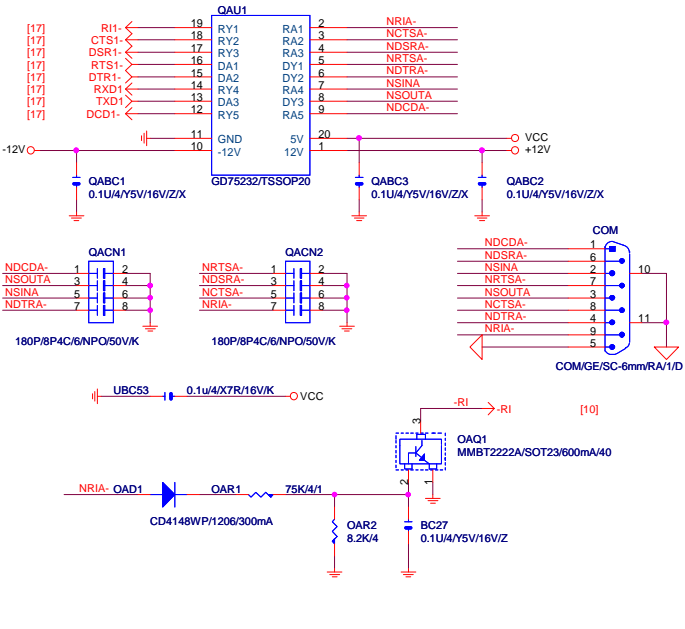 QAU1
[17] RI1- 19 RY1 RA1 2 NRIA-
[17] CTS1- 18 RY2 RA2 3 NCTSA-
[17] DSR1- 17 RY3 RA3 4 NDSRA-
[17] RTS1- 16 DA1 DY1 5 NRTSA-
[17] DTR1- 15 DA2 DY2 6 NDTRA-
[17] RXD1 14 RY4 RA4 7 NSINA
[17] TXD1 13 DA3 DY3 8 NSOUTA
[17] DCD1- 12 RY5 RA5 9 NDCDA-
11 GND 5V 20 VCC
-12V 10 -12V 12V 1 +12V
GD75232/TSSOP20
QABC1
0.1U/4/Y5V/16V/Z/X
QABC3
0.1U/4/Y5V/16V/Z/X
QABC2
0.1U/4/Y5V/16V/Z/X
QACN1
NDCDA- 1 2
NSOUTA 3 4
NSINA 5 6
NDTRA- 7 8
180P/8P4C/6/NPO/50V/K
QACN2
NRTSA- 1 2
NDSRA- 3 4
NCTSA- 5 6
NRIA- 7 8
180P/8P4C/6/NPO/50V/K
COM
NDCDA- 1
NDSRA- 6
NSINA 2 10
NRTSA- 7
NSOUTA 3
NCTSA- 8
NDTRA- 4 11
NRIA- 9
5
COM/GE/SC-6mm/RA/1/D
UBC53 0.1u/4/X7R/16V/K VCC
-RI -RI [10]
3
OAQ1
MMBT2222A/SOT23/600mA/40
2 1
NRIA- OAD1 OAR1 75K/4/1
CD4148WP/1206/300mA
OAR2
8.2K/4
BC27
0.1U/4/Y5V/16V/Z